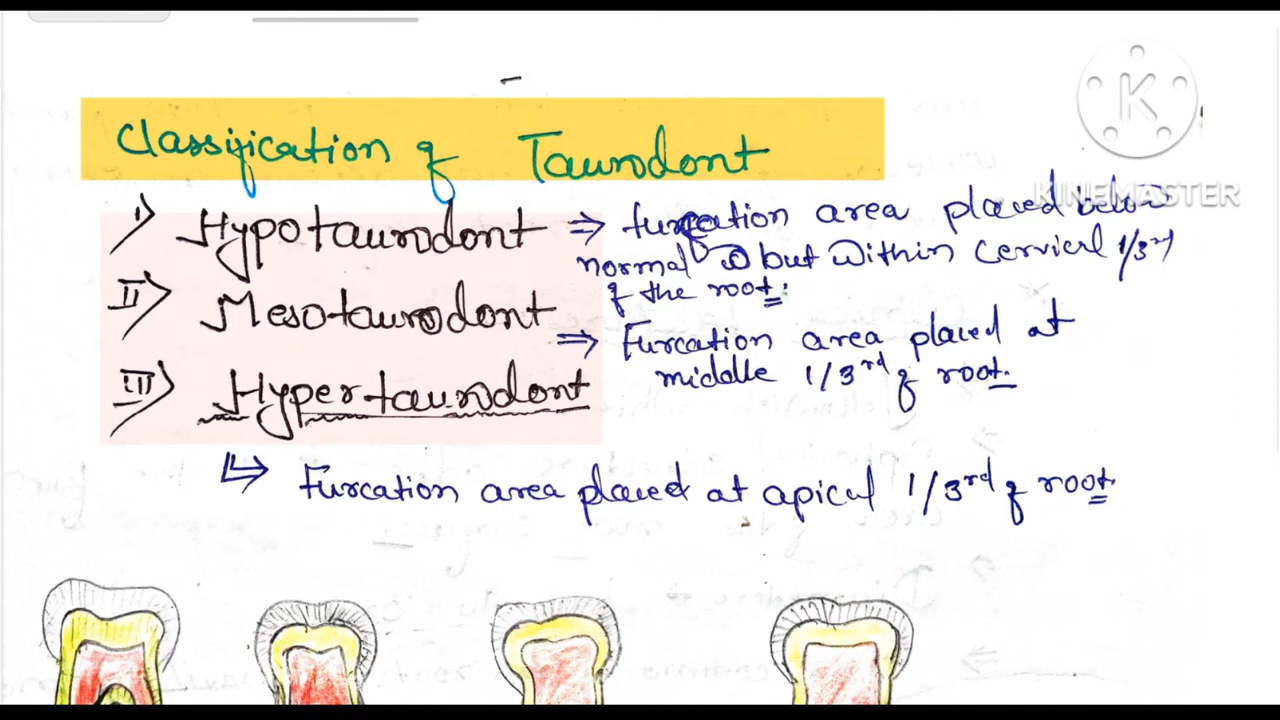 K
KINEMASTER
Classification of Taurodont
I) Hypotaurodont ⇒ furcation area placed below
normal but within cervical 1/3rd
of the root.
II) Mesotaurodont
⇒ Furcation area placed at
middle 1/3rd of root.
III) Hypertaurodont
↳ Furcation area placed at apical 1/3rd of root.